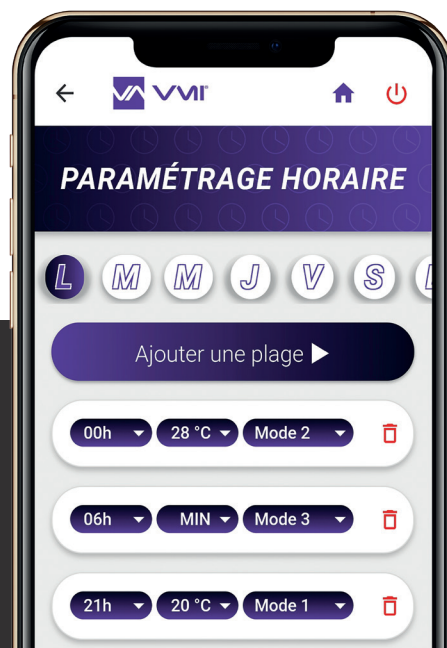 VMI
PARAMÉTRAGE HORAIRE
L M M J V S
Ajouter une plage
00h 28 °C Mode 2
06h MIN Mode 3
21h 20 °C Mode 1